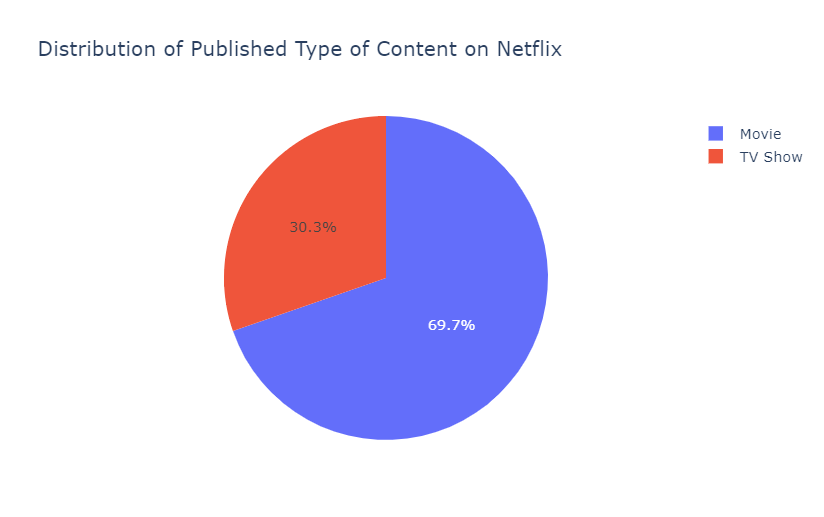 Distribution of Published Type of Content on Netflix
Movie
TV Show
30.3%
69.7%